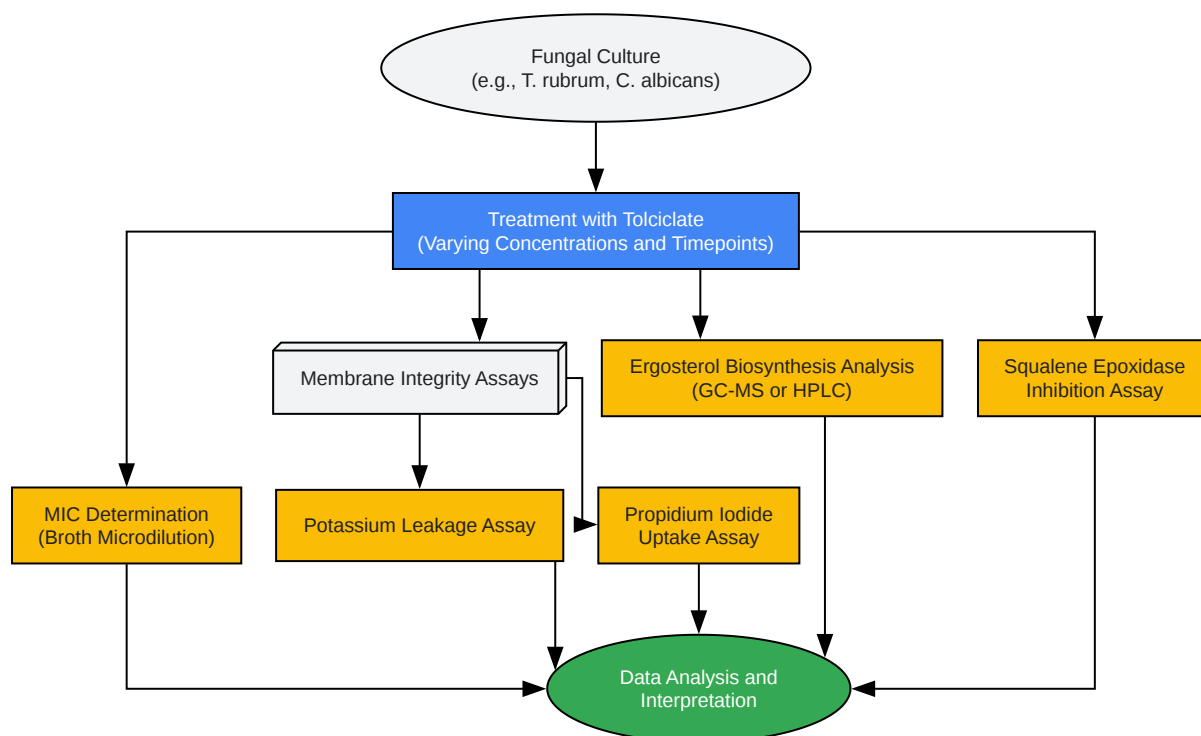 Fungal Culture
(e.g., T. rubrum, C. albicans)
Treatment with Tolciclate
(Varying Concentrations and Timepoints)
Membrane Integrity Assays
Ergosterol Biosynthesis Analysis
(GC-MS or HPLC)
Squalene Epoxidase
Inhibition Assay
MIC Determination
(Broth Microdilution)
Potassium Leakage Assay
Propidium Iodide
Uptake Assay
Data Analysis and
Interpretation